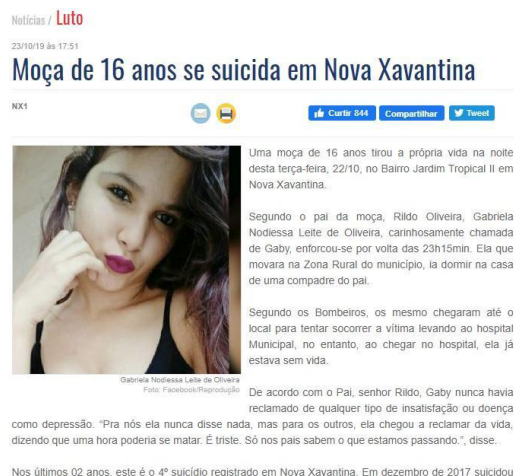 Notícias / Luto
23/10/19 às 17:51
Moça de 16 anos se suicida em Nova Xavantina
NX1
Curtir 844 Compartilhar Tweet
Uma moça de 16 anos tirou a própria vida na noite
desta terça-feira, 22/10, no Bairro Jardim Tropical II em
Nova Xavantina.
Segundo o pai da moça, Rildo Oliveira, Gabriela
Nodiessa Leite de Oliveira, carinhosamente chamada
de Gaby, enforcou-se por volta das 23h15min. Ela que
movara na Zona Rural do município, ia dormir na casa
de uma compadre do pai.
Segundo os Bombeiros, os mesmo chegaram até o
local para tentar socorrer a vítima levando ao hospital
Municipal, no entanto, ao chegar no hospital, ela já
estava sem vida.
Gabriela Nodiessa Leite de Oliveira
Foto: Facebook/Reprodução
De acordo com o Pai, senhor Rildo, Gaby nunca havia
reclamado de qualquer tipo de insatisfação ou doença
como depressão. “Pra nós ela nunca disse nada, mas para os outros, ela chegou a reclamar da vida,
dizendo que uma hora poderia se matar. É triste. Só nos pais sabem o que estamos passando.”, disse.
Nos últimos 02 anos, este é o 4º suicídio registrado em Nova Xavantina. Em dezembro de 2017 suicidou